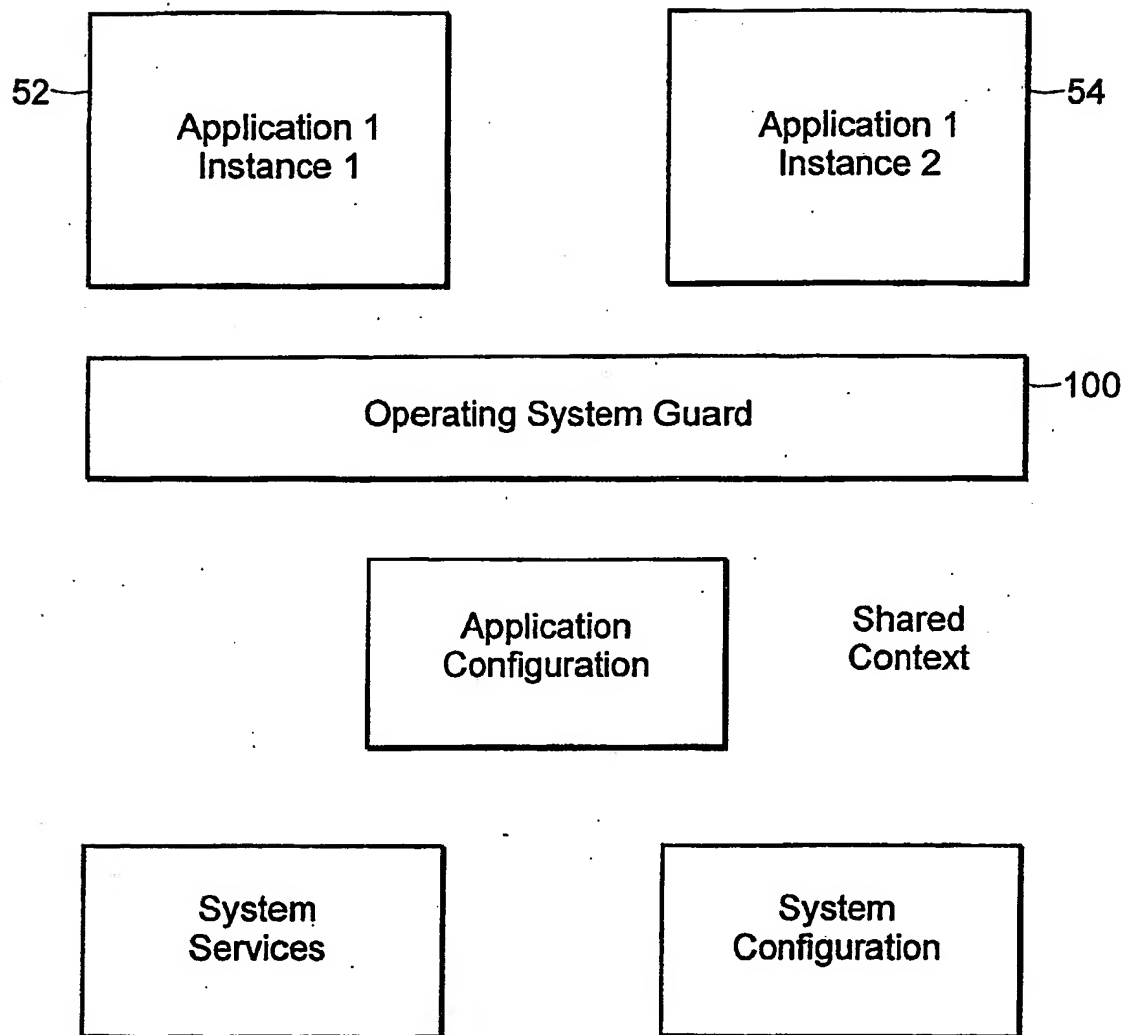 52
Application 1
Instance 1
Application 1
Instance 2
54
Operating System Guard
100
Application
Configuration
Shared
Context
System
Services
System
Configuration